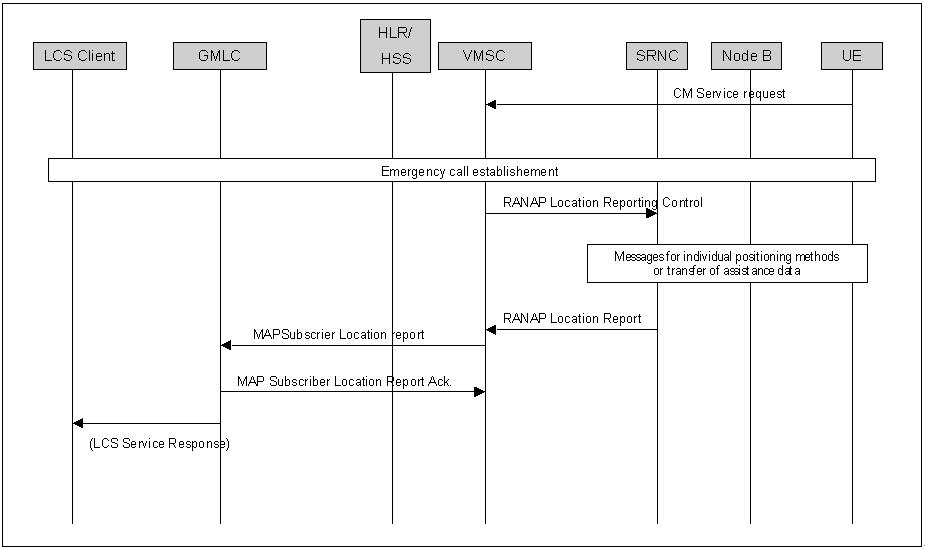 HLR/
HSS
LCS Client
GMLC
VMSC
SRNC
Node B
UE
CM Service request
Emergency call establishement
RANAP Location Reporting Control
Messages for individual positioning methods
or transfer of assistance data
RANAP Location Report
MAPSubscrier Location report
MAP Subscriber Location Report Ack.
(LCS Service Response)